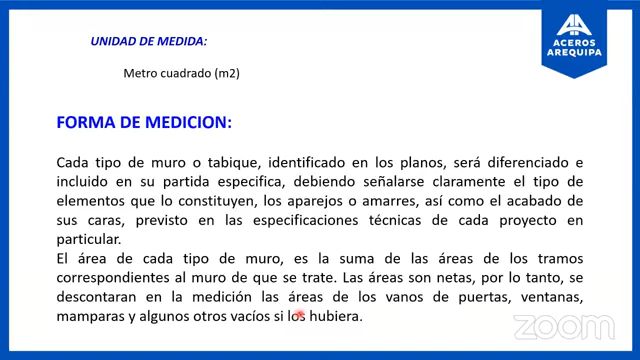 UNIDAD DE MEDIDA:
ACEROS
AREQUIPA
Metro cuadrado (m2)
FORMA DE MEDICION:
Cada tipo de muro o tabique, identificado en los planos, será diferenciado e
incluido en su partida especifica, debiendo señalarse claramente el tipo de
elementos que lo constituyen, los aparejos o amarres, así como el acabado de
sus caras, previsto en las especificaciones técnicas de cada proyecto en
particular.
El área de cada tipo de muro, es la suma de las áreas de los tramos
correspondientes al muro de que se trate. Las áreas son netas, por lo tanto, se
descontaran en la medición las áreas de los vanos de puertas, ventanas,
mamparas y algunos otros vacíos si los hubiera.
zoom